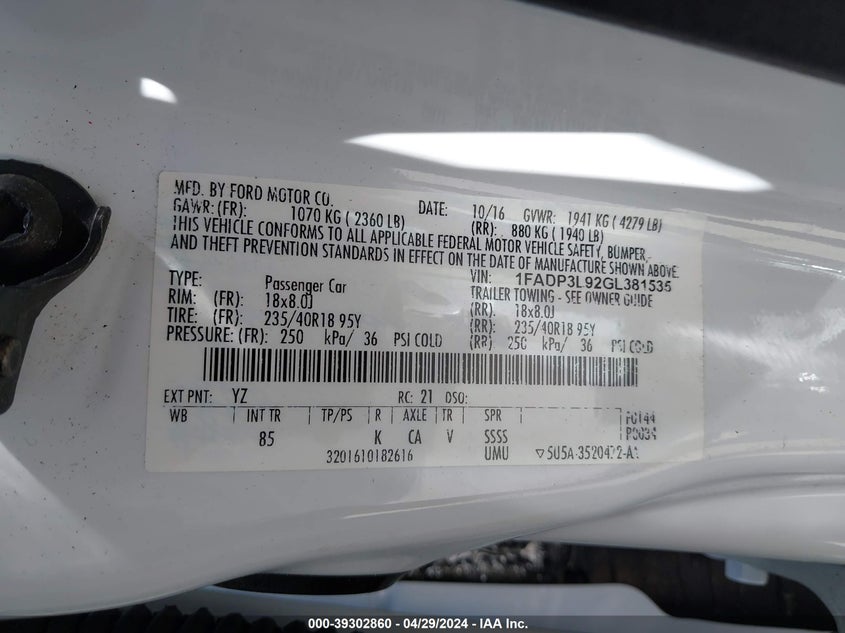 MFD. BY FORD MOTOR CO.
DATE: 10/16 GVWR: 1941 KG ( 4279 LB)
GAWR: (FR): 1070 KG ( 2360 LB) (RR): 880 KG ( 1940 LB)
THIS VEHICLE CONFORMS TO ALL APPLICABLE FEDERAL MOTOR VEHICLE SAFETY, BUMPER,
AND THEFT PREVENTION STANDARDS IN EFFECT ON THE DATE OF MANUFACTURE SHOWN ABOVE.
VIN: 1FADP3L92GL381535
TYPE: Passenger Car TRAILER TOWING - SEE OWNER GUIDE
RIM: (FR): 18x8.0J (RR): 18x8.0J
TIRE: (FR): 235/40R18 95Y (RR): 235/40R18 95Y
PRESSURE: (FR): 250 kPa/ 36 PSI COLD (RR) 250 kPa/ 36 PSI COLD
EXT PNT: YZ RC: 21 DSO:
WB INT TR TP/PS R AXLE TR SPR
85 K CA V SSSS
3201610182616 UMU
000-39302860 - 04/29/2024 - IAA Inc.